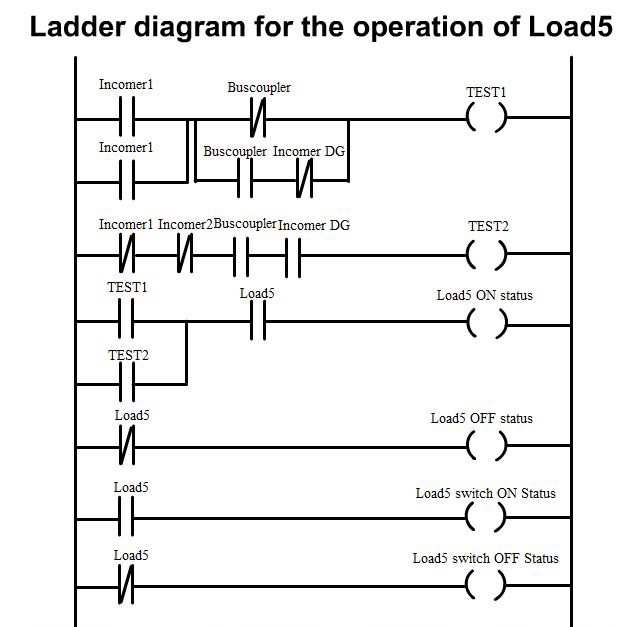 Ladder diagram for the operation of Load5
Incomer1
Buscoupler
TEST1
Incomer1
Buscoupler Incomer DG
Incomer1 Incomer2 Buscoupler Incomer DG
TEST2
TEST1
Load5
Load5 ON status
TEST2
Load5
Load5 OFF status
Load5
Load5 switch ON Status
Load5
Load5 switch OFF Status